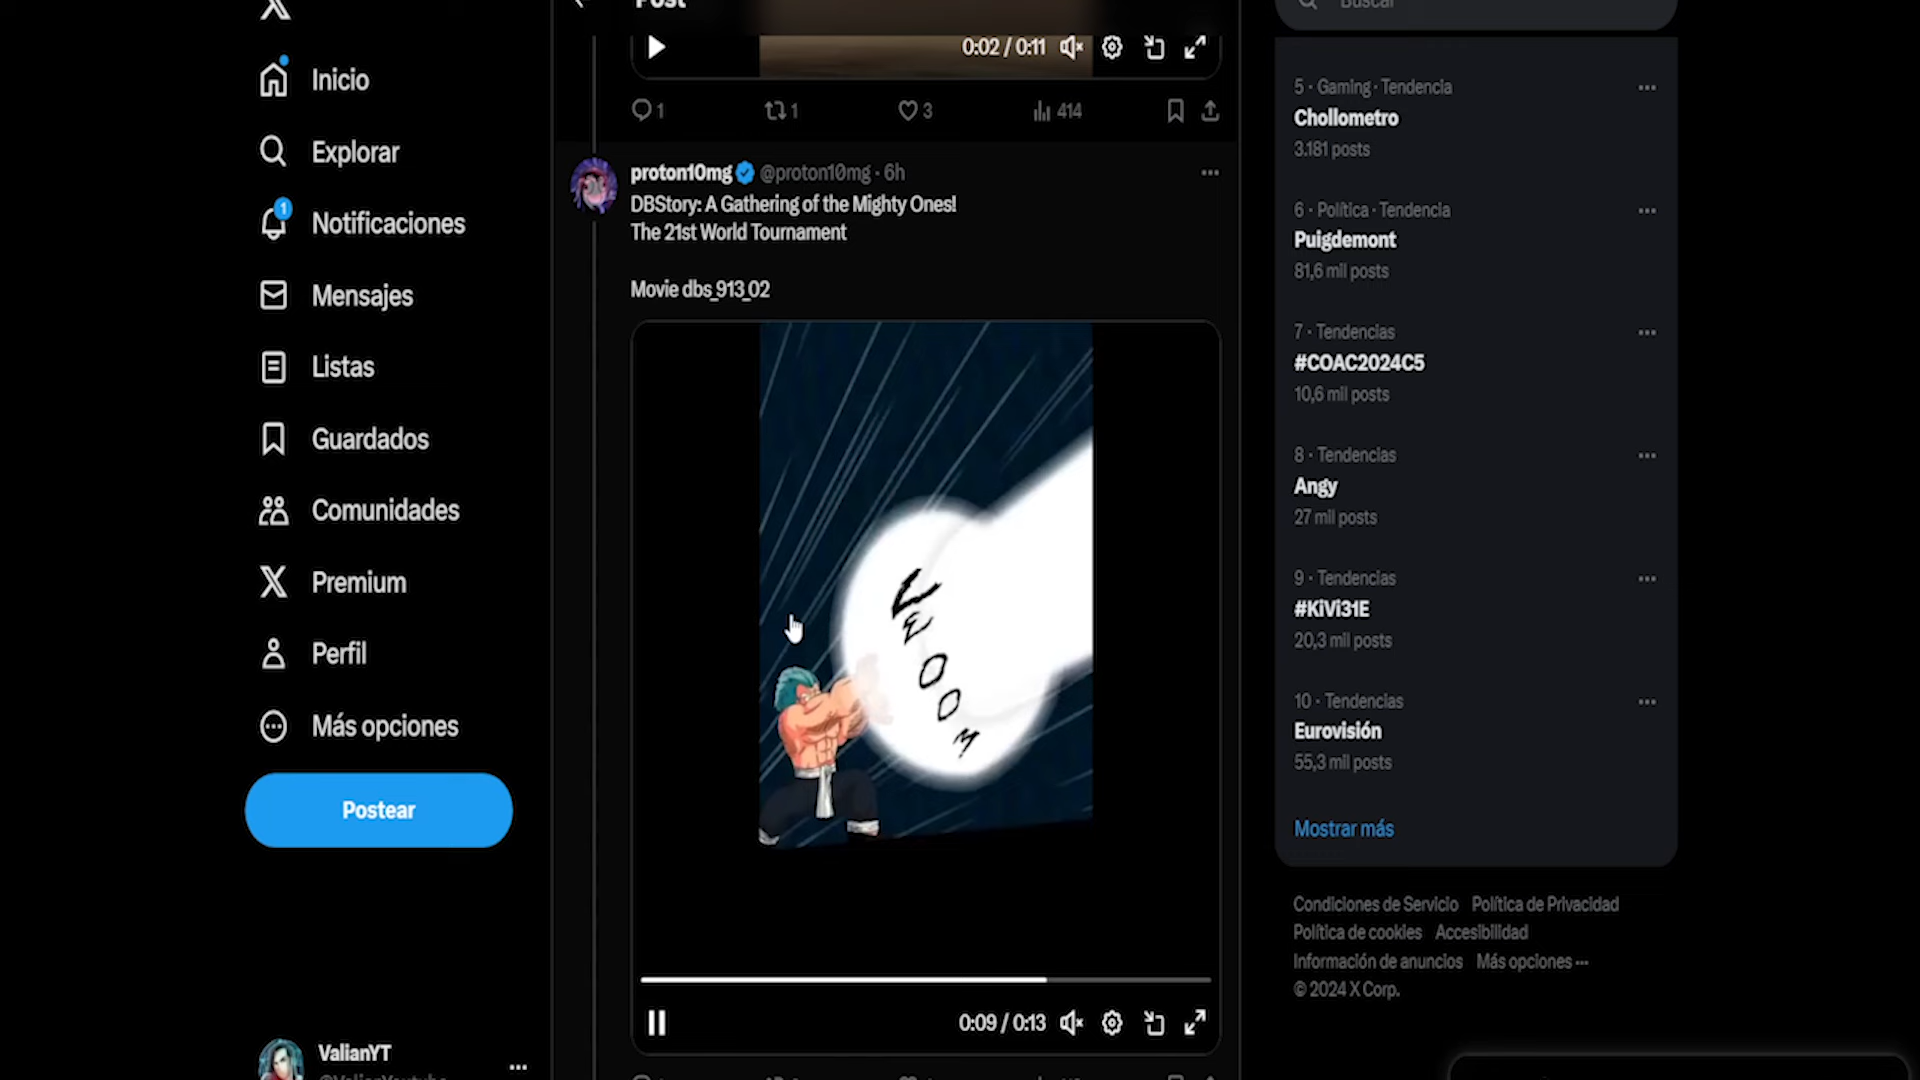 Inicio
Explorar
1
Notificaciones
Mensajes
Listas
Guardados
Comunidades
Premium
Perfil
Más opciones
Postear
ValianYT
Post
0:02 / 0:11
1
1
3
414
proton10mg @proton10mg · 6h
DBStory: A Gathering of the Mighty Ones!
The 21st World Tournament
Movie dbs_913_02
VEOOM
0:09 / 0:13
Buscar
5 · Gaming · Tendencia
Chollometro
3.181 posts
6 · Política · Tendencia
Puigdemont
81,6 mil posts
7 · Tendencias
#COAC2024C5
10,6 mil posts
8 · Tendencias
Angy
27 mil posts
9 · Tendencias
#KiVi31E
20,3 mil posts
10 · Tendencias
Eurovisión
55,3 mil posts
Mostrar más
Condiciones de Servicio Política de Privacidad
Política de cookies Accesibilidad
Información de anuncios Más opciones ···
© 2024 X Corp.